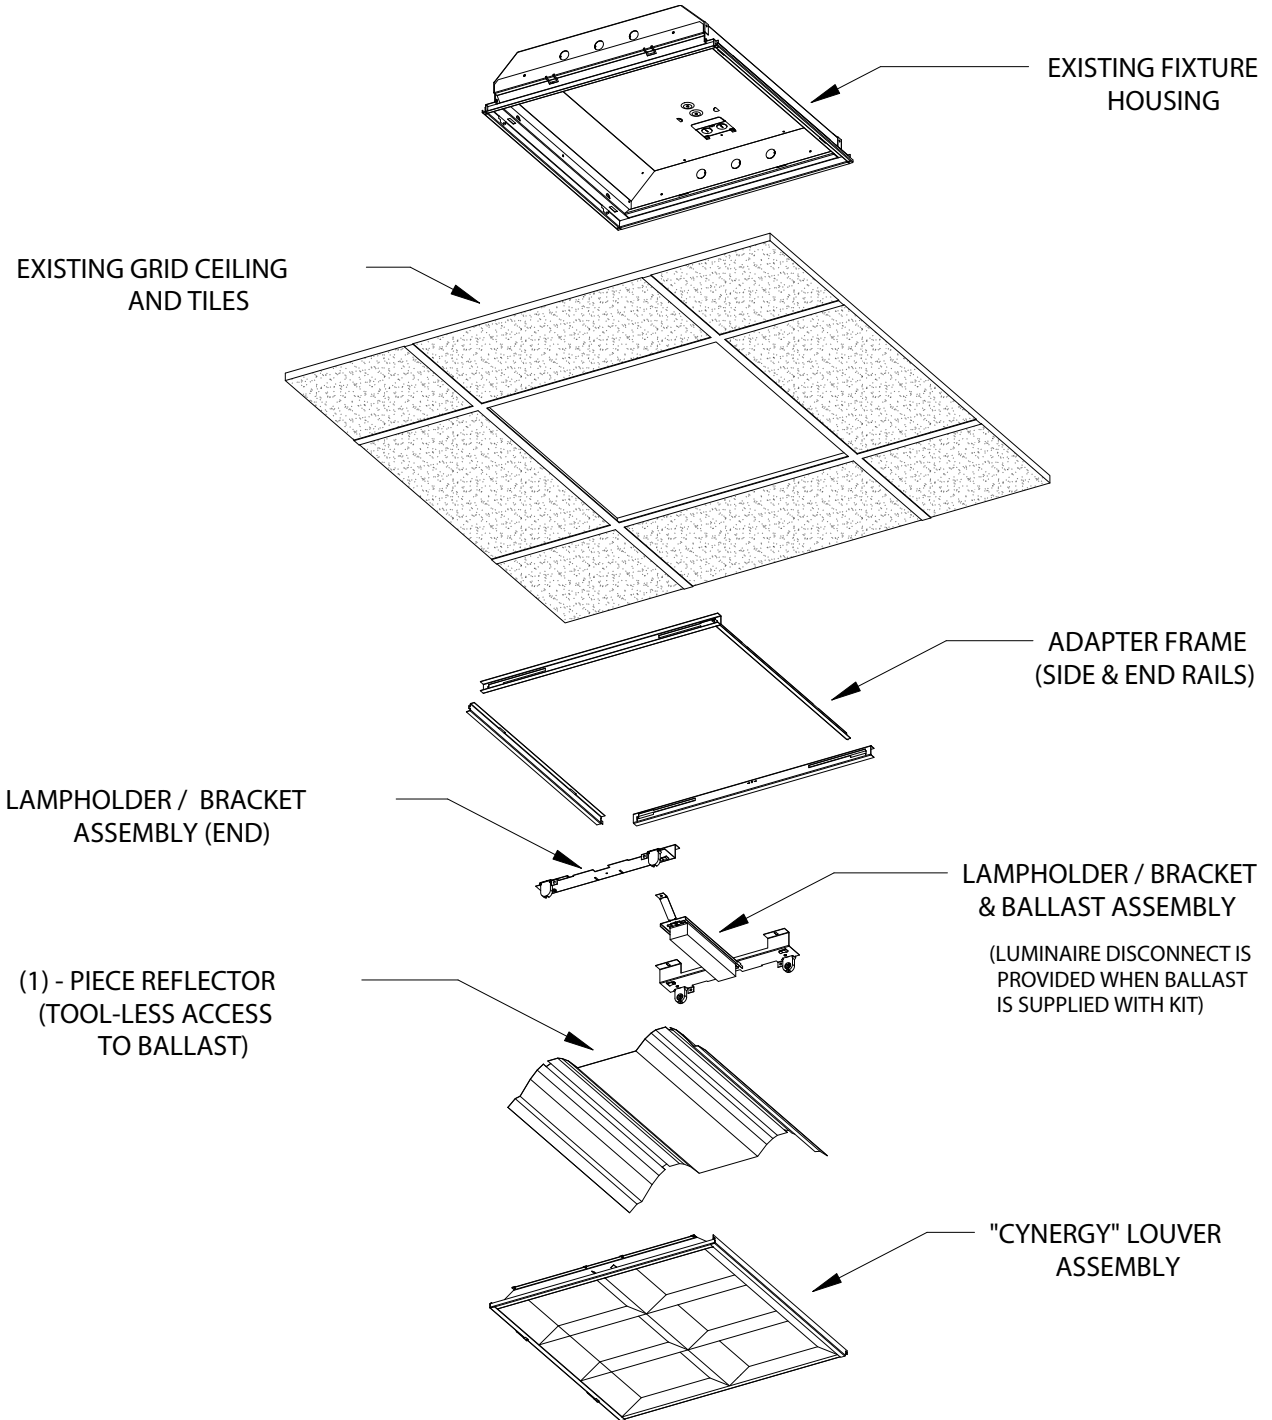 EXISTING FIXTURE
HOUSING
EXISTING GRID CEILING
AND TILES
ADAPTER FRAME
(SIDE & END RAILS)
LAMPHOLDER / BRACKET
ASSEMBLY (END)
LAMPHOLDER / BRACKET
& BALLAST ASSEMBLY
(LUMINAIRE DISCONNECT IS
PROVIDED WHEN BALLAST
IS SUPPLIED WITH KIT)
(1) - PIECE REFLECTOR
(TOOL-LESS ACCESS
TO BALLAST)
"CYNERGY" LOUVER
ASSEMBLY